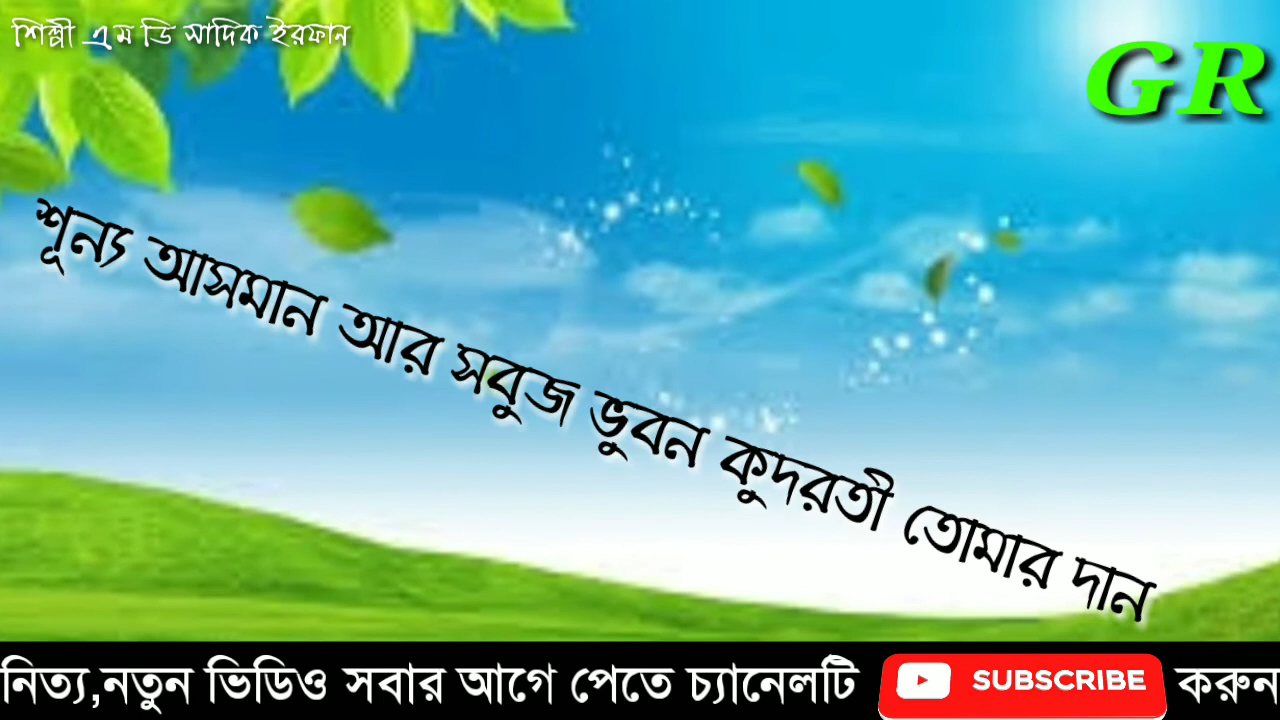 শিল্পী এম ডি সাদিক ইরফান
GR
শূন্য আসমান আর সবুজ ভুবন কুদরতী তোমার দান
নিত্য,নতুন ভিডিও সবার আগে পেতে চ্যানেলটি SUBSCRIBE করুন